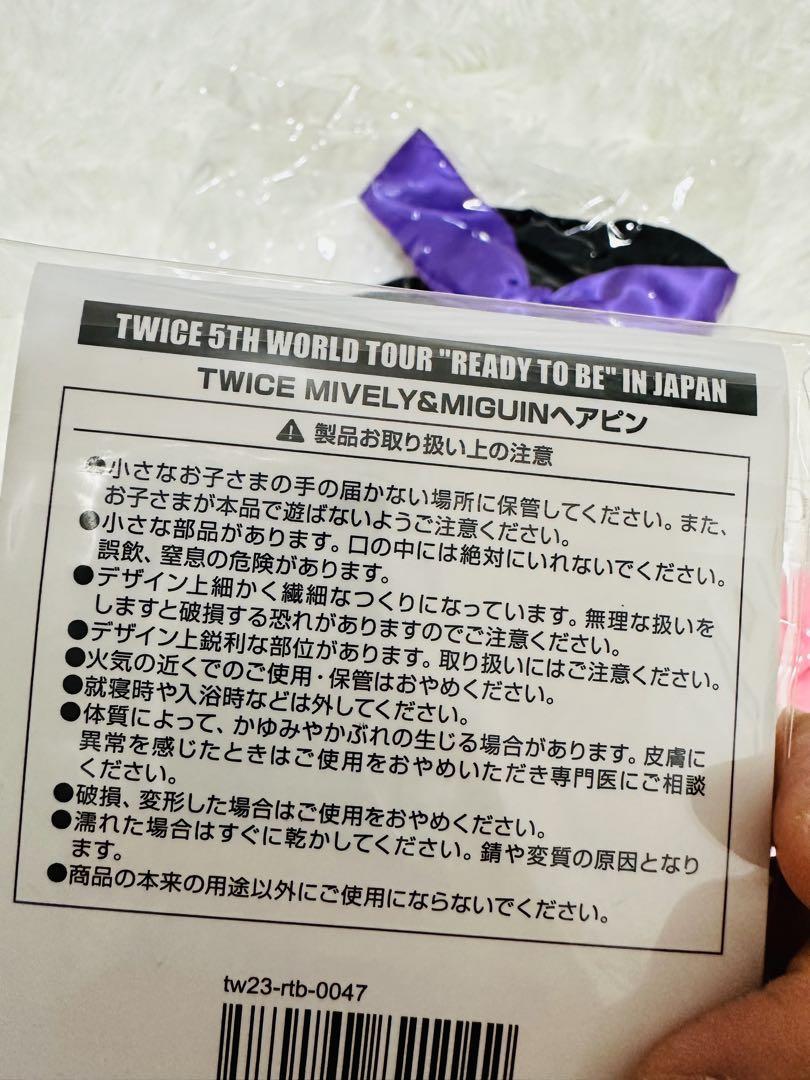 TWICE 5TH WORLD TOUR "READY TO BE" IN JAPAN
TWICE MIVELY&MIGUINヘアピン
製品お取り扱い上の注意
●小さなお子さまの手の届かない場所に保管してください。また、
お子さまが本品で遊ばないようご注意ください。
●小さな部品があります。口の中には絶対にいれないでください。
誤飲、窒息の危険があります。
●デザイン上細かく繊細なつくりになっています。無理な扱いを
しますと破損する恐れがありますのでご注意ください。
●デザイン上鋭利な部位があります。取り扱いにはご注意ください。
●火気の近くでのご使用・保管はおやめください。
●就寝時や入浴時などは外してください。
●体質によって、かゆみやかぶれの生じる場合があります。皮膚に
異常を感じたときはご使用をおやめいただき専門医にご相談
ください。
●破損、変形した場合はご使用をおやめください。
●濡れた場合はすぐに乾かしてください。錆や変質の原因となり
ます。
●商品の本来の用途以外にご使用にならないでください。
tw23-rtb-0047